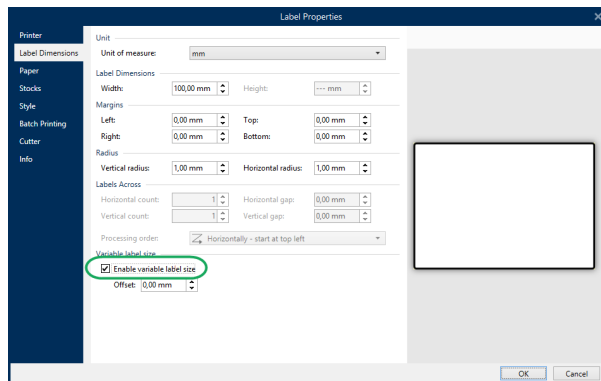 Label Properties
Printer
Label Dimensions
Paper
Stocks
Style
Batch Printing
Cutter
Info
Unit
Unit of measure: mm
Label Dimensions
Width: 100,00 mm Height: --- mm
Margins
Left: 0,00 mm Top: 0,00 mm
Right: 0,00 mm Bottom: 0,00 mm
Radius
Vertical radius: 1,00 mm Horizontal radius: 1,00 mm
Labels Across
Horizontal count: 1 Horizontal gap: 0,00 mm
Vertical count: 1 Vertical gap: 0,00 mm
Processing order: Horizontally - start at top left
Variable label size
Enable variable label size
Offset: 0,00 mm
OK Cancel